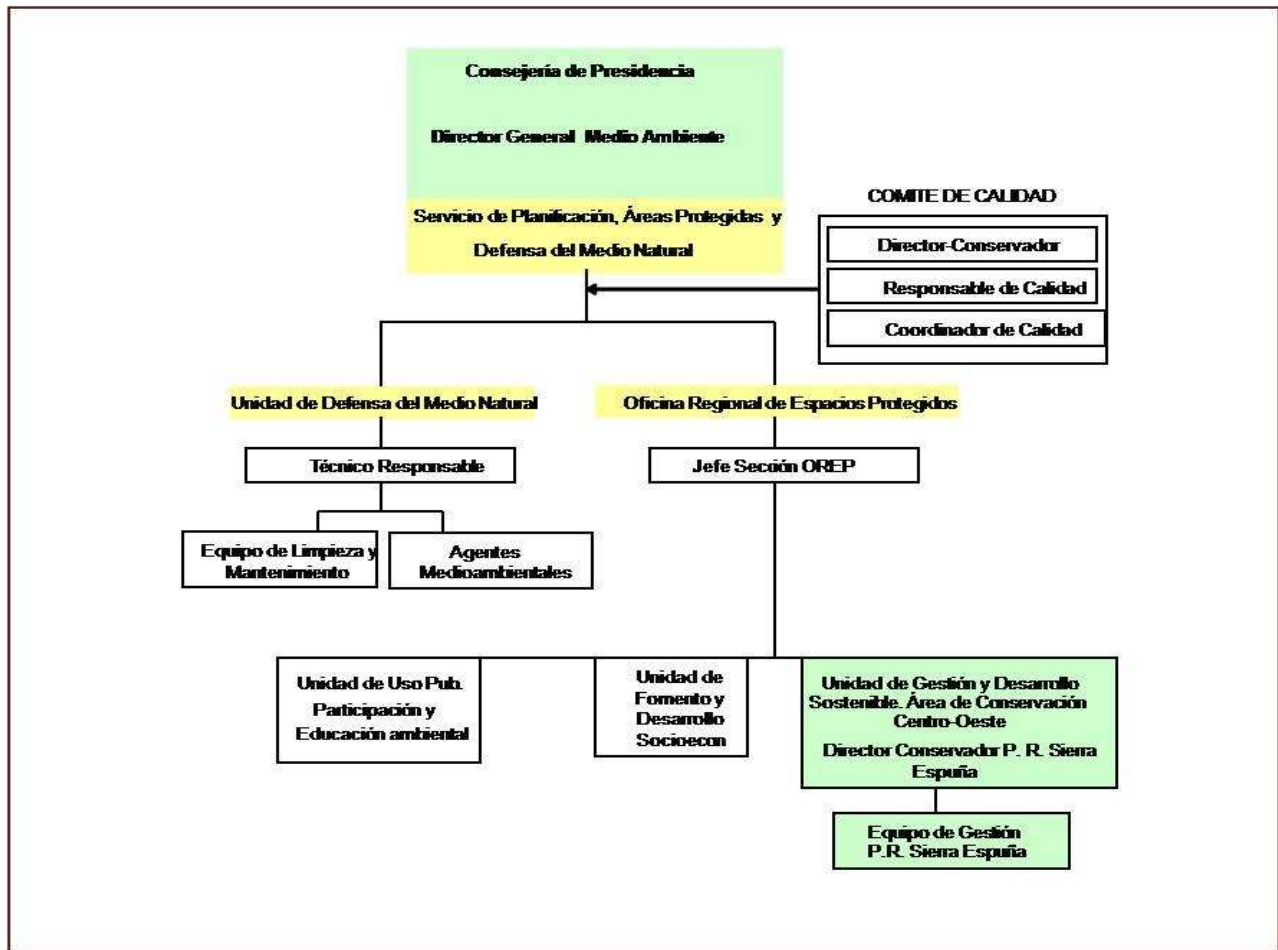 Consejería de Presidencia
Director General Medio Ambiente
Servicio de Planificación, Áreas Protegidas y
Defensa del Medio Natural
COMITE DE CALIDAD
Director-Conservador
Responsable de Calidad
Coordinador de Calidad
Unidad de Defensa del Medio Natural
Oficina Regional de Espacios Protegidos
Técnico Responsable
Jefe Sección OREP
Equipo de Limpieza y
Mantenimiento
Agentes
Medioambientales
Unidad de Uso Pub.
Participación y
Educación ambiental
Unidad de
Fomento y
Desarrollo
Socioecon
Unidad de Gestión y Desarrollo
Sostenible. Área de Conservación
Centro-Oeste
Director Conservador P. R. Sierra
Espuña
Equipo de Gestión
P.R. Sierra Espuña